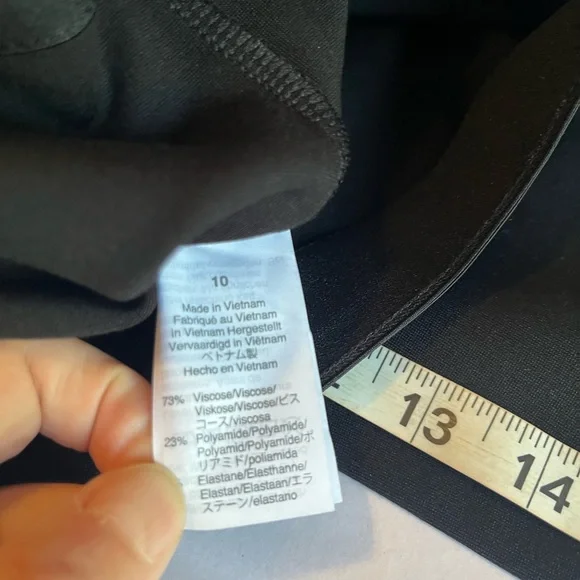 10
Made in Vietnam
Fabriqué au Vietnam
in Vietnam Hergestellt
Vervaardigd in Viëtnam
ベトナム製
Hecho en Vietnam
73% Viscose/Viscose/
Viskose/Viscose/ビス
コース/viscosa
23% Polyamide/Polyamide/
Polyamid/Polyamide/ポ
リアミド/poliamida
Elastane/Elasthanne/
Elastan/Elastaan/エラ
ステーン/elastano
13
14